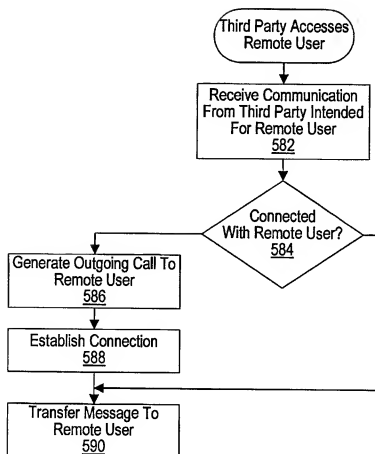 Third Party Accesses
Remote User
Receive Communication
From Third Party Intended
For Remote User
582
Connected
With Remote User?
584
Generate Outgoing Call To
Remote User
586
Establish Connection
588
Transfer Message To
Remote User
590